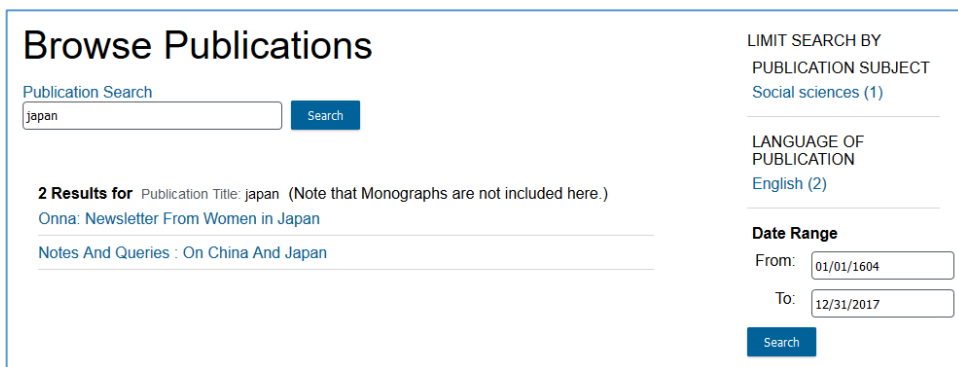 Browse Publications
Publication Search
japan
Search
2 Results for Publication Title: japan (Note that Monographs are not included here.)
Onna: Newsletter From Women in Japan
Notes And Queries : On China And Japan
LIMIT SEARCH BY
PUBLICATION SUBJECT
Social sciences (1)
LANGUAGE OF
PUBLICATION
English (2)
Date Range
From: 01/01/1604
To: 12/31/2017
Search